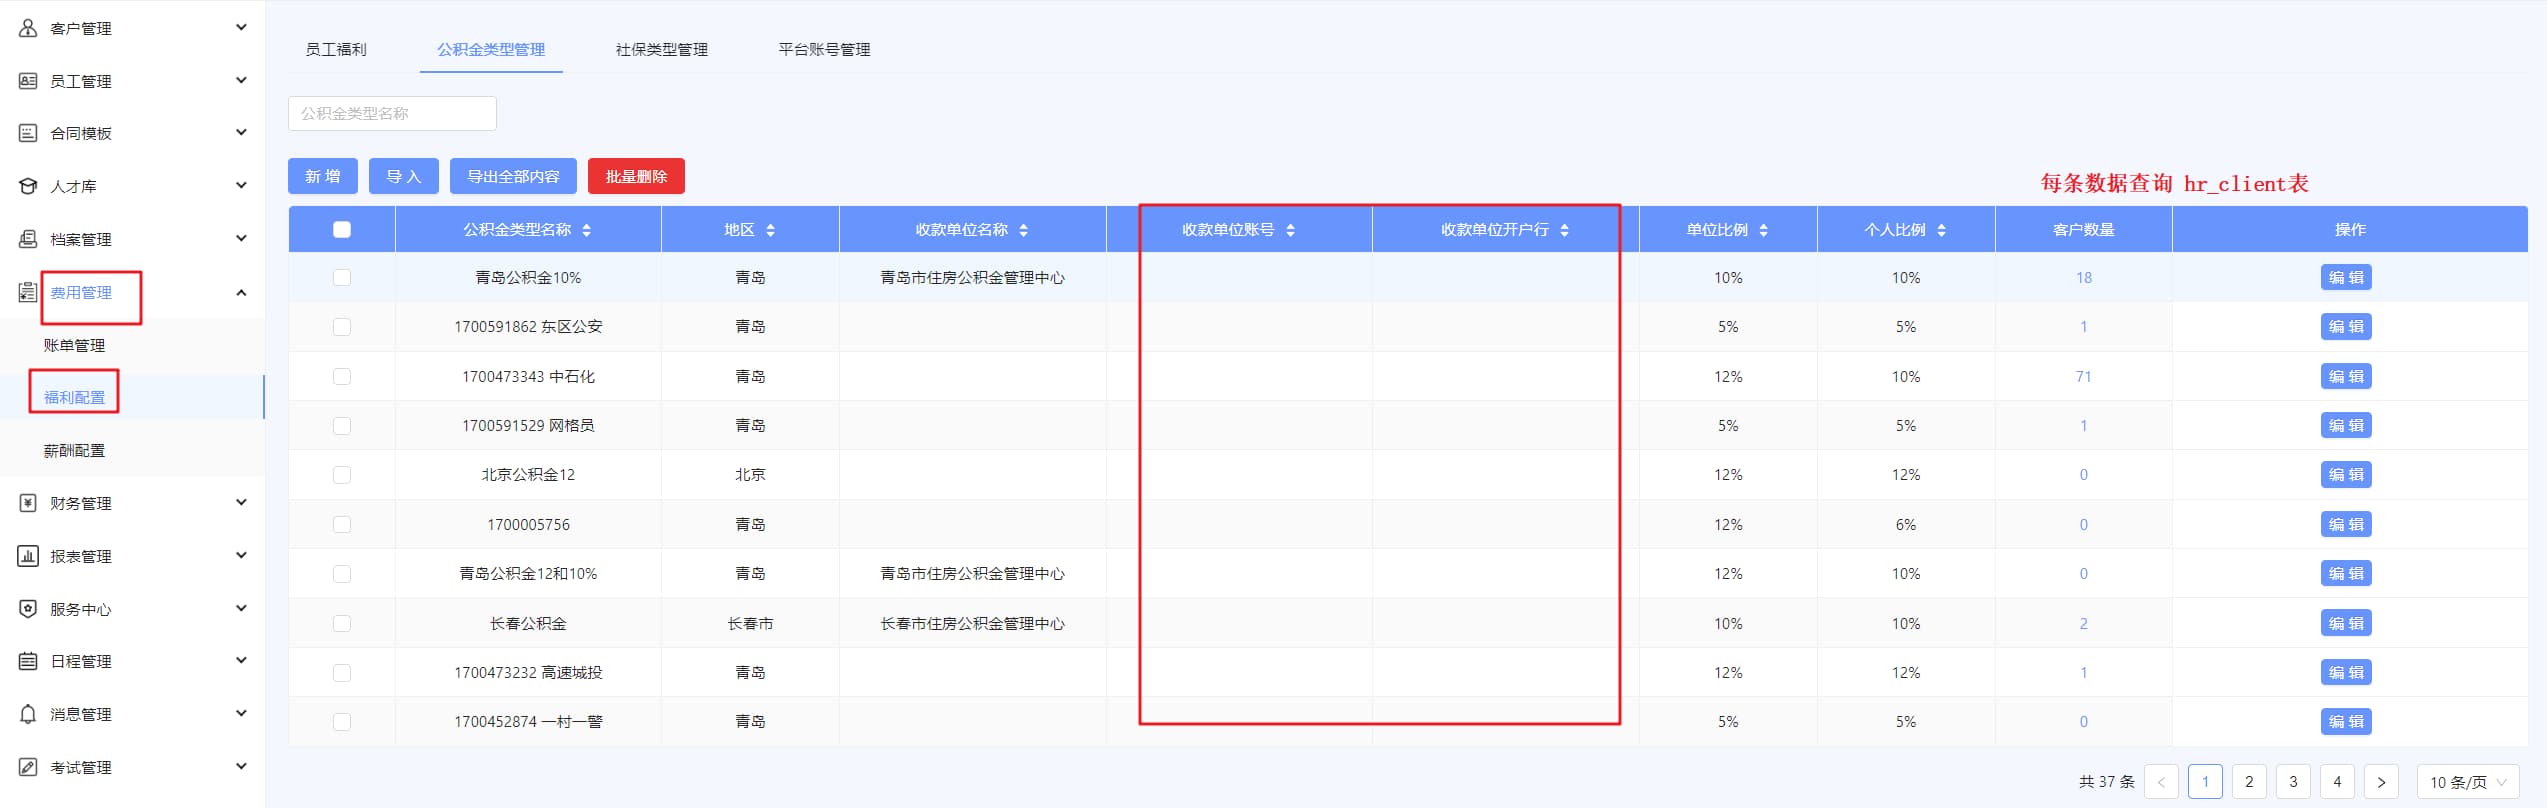 客户管理
员工管理
合同模板
人才库
档案管理
费用管理
账单管理
福利配置
薪酬配置
财务管理
报表管理
服务中心
日程管理
消息管理
考试管理
员工福利 公积金类型管理 社保类型管理 平台账号管理
公积金类型名称
新 增 导 入 导出全部内容 批量删除
每条数据查询 hr_client表
公积金类型名称 地区 收款单位名称 收款单位账号 收款单位开户行 单位比例 个人比例 客户数量 操作
青岛公积金10% 青岛 青岛市住房公积金管理中心 10% 10% 18 编 辑
1700591862 东区公安 青岛 5% 5% 1 编 辑
1700473343 中石化 青岛 12% 10% 71 编 辑
1700591529 网格员 青岛 5% 5% 1 编 辑
北京公积金12 北京 12% 12% 0 编 辑
1700005756 青岛 12% 6% 0 编 辑
青岛公积金12和10% 青岛 青岛市住房公积金管理中心 12% 10% 0 编 辑
长春公积金 长春市 长春市住房公积金管理中心 10% 10% 2 编 辑
1700473232 高速城投 青岛 12% 12% 1 编 辑
1700452874 一村一警 青岛 5% 5% 0 编 辑
共 37 条 < 1 2 3 4 > 10 条/页